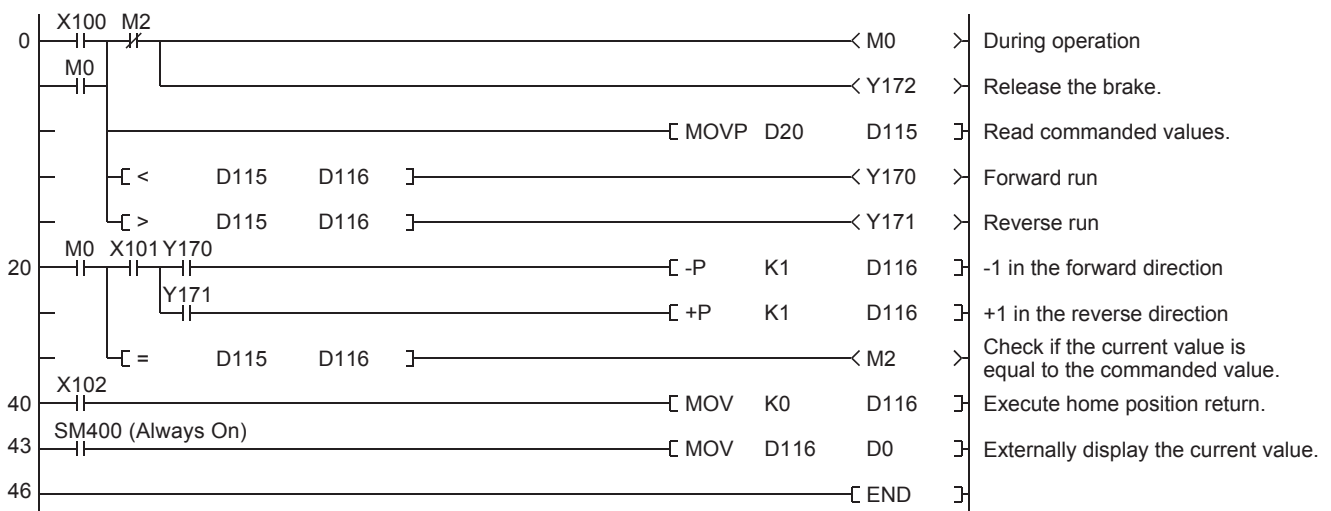 X100 M2
0 M0 During operation
M0
Y172 Release the brake.
MOVP D20 D115 Read commanded values.
< D115 D116 Y170 Forward run
> D115 D116 Y171 Reverse run
M0 X101 Y170
20 -P K1 D116 -1 in the forward direction
Y171
+P K1 D116 +1 in the reverse direction
= D115 D116 M2 Check if the current value is
equal to the commanded value.
X102
40 MOV K0 D116 Execute home position return.
SM400 (Always On)
43 MOV D116 D0 Externally display the current value.
46 END